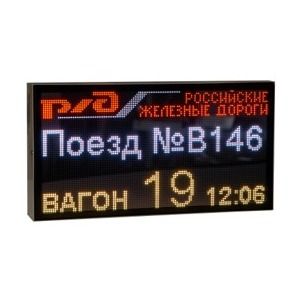 РЖД РОССИЙСКИЕ
ЖЕЛЕЗНЫЕ ДОРОГИ
Поезд №В146
ВАГОН 19 12:06